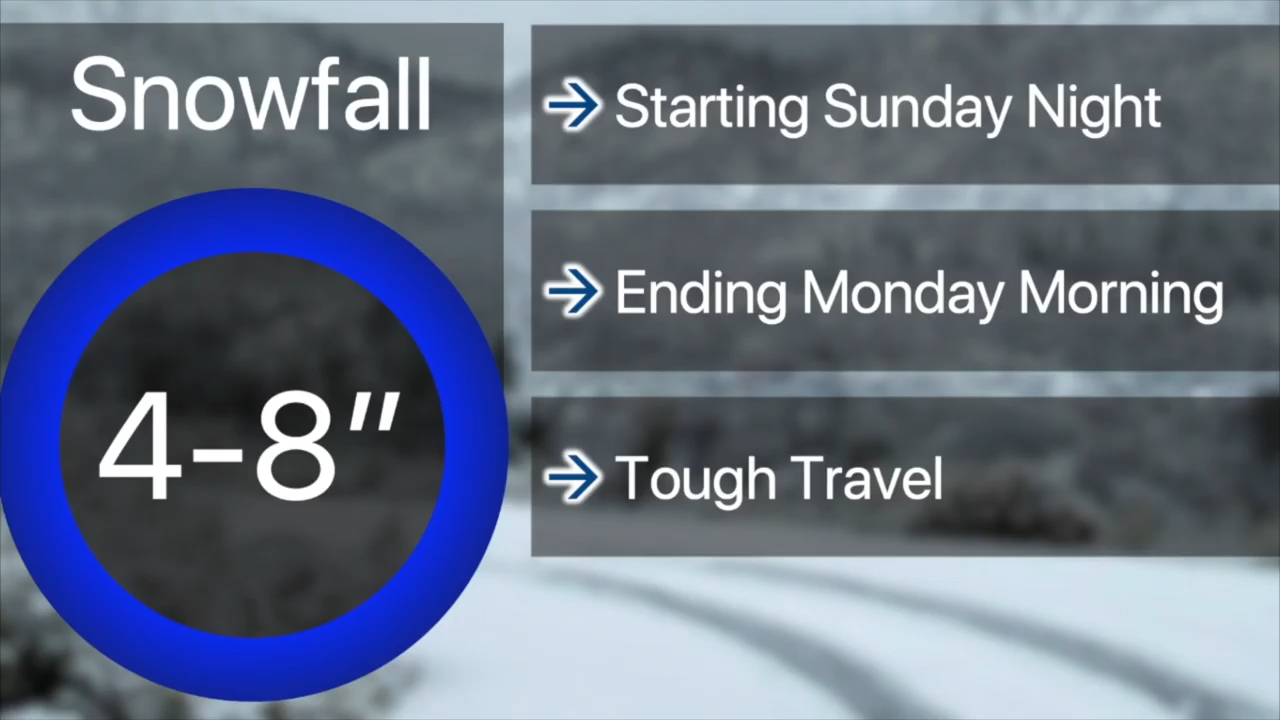 Snowfall
4-8"
Starting Sunday Night
Ending Monday Morning
Tough Travel